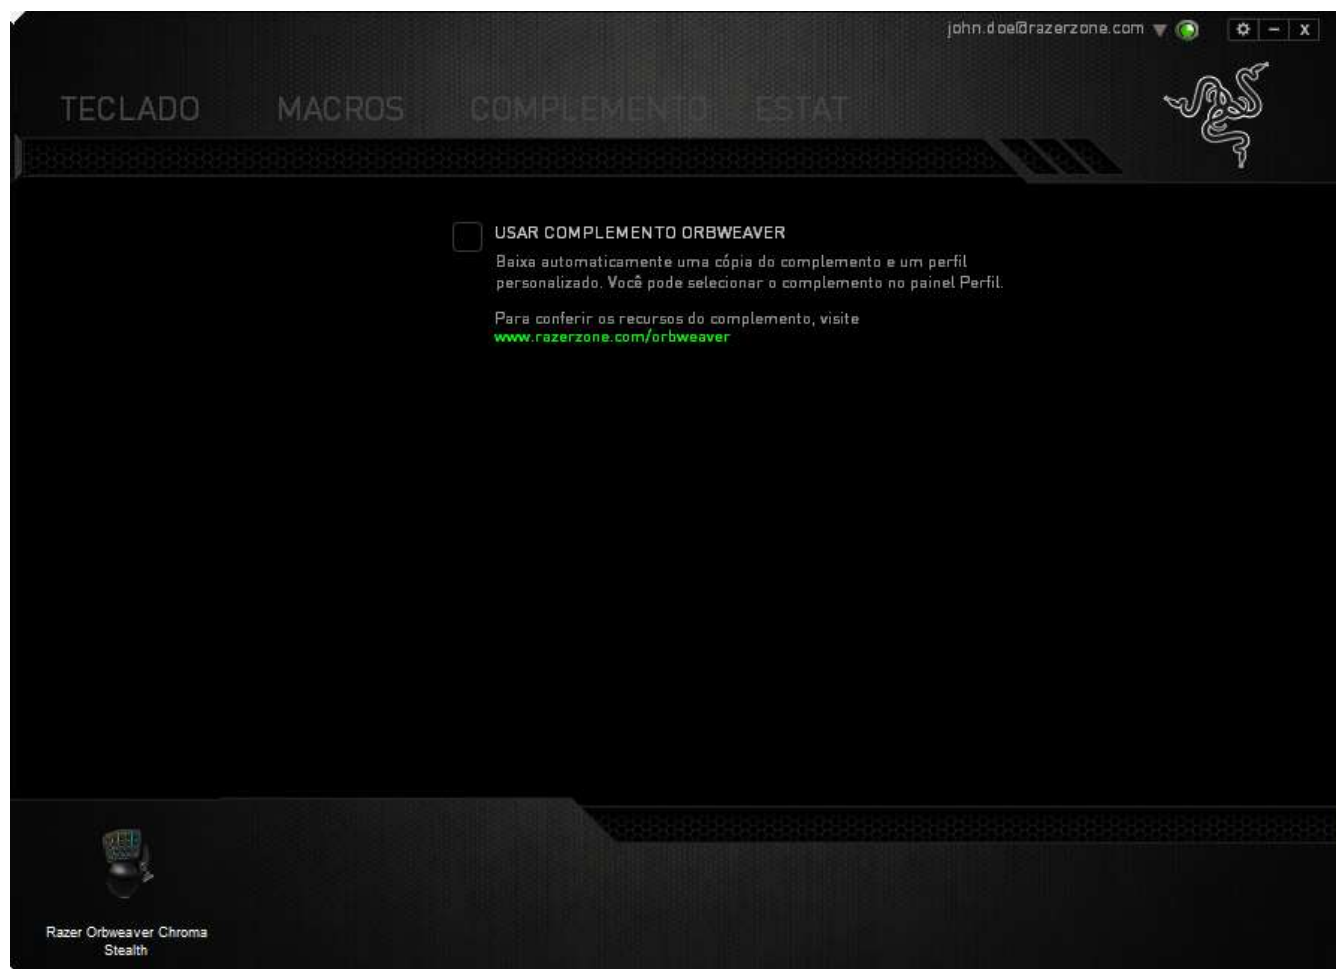 john.doe@razerzone.com
TECLADO MACROS COMPLEMENTO ESTAT
USAR COMPLEMENTO ORBWEAVER
Baixa automaticamente uma cópia do complemento e um perfil
personalizado. Você pode selecionar o complemento no painel Perfil.
Para conferir os recursos do complemento, visite
www.razerzone.com/orbweaver
Razer Orbweaver Chroma
Stealth